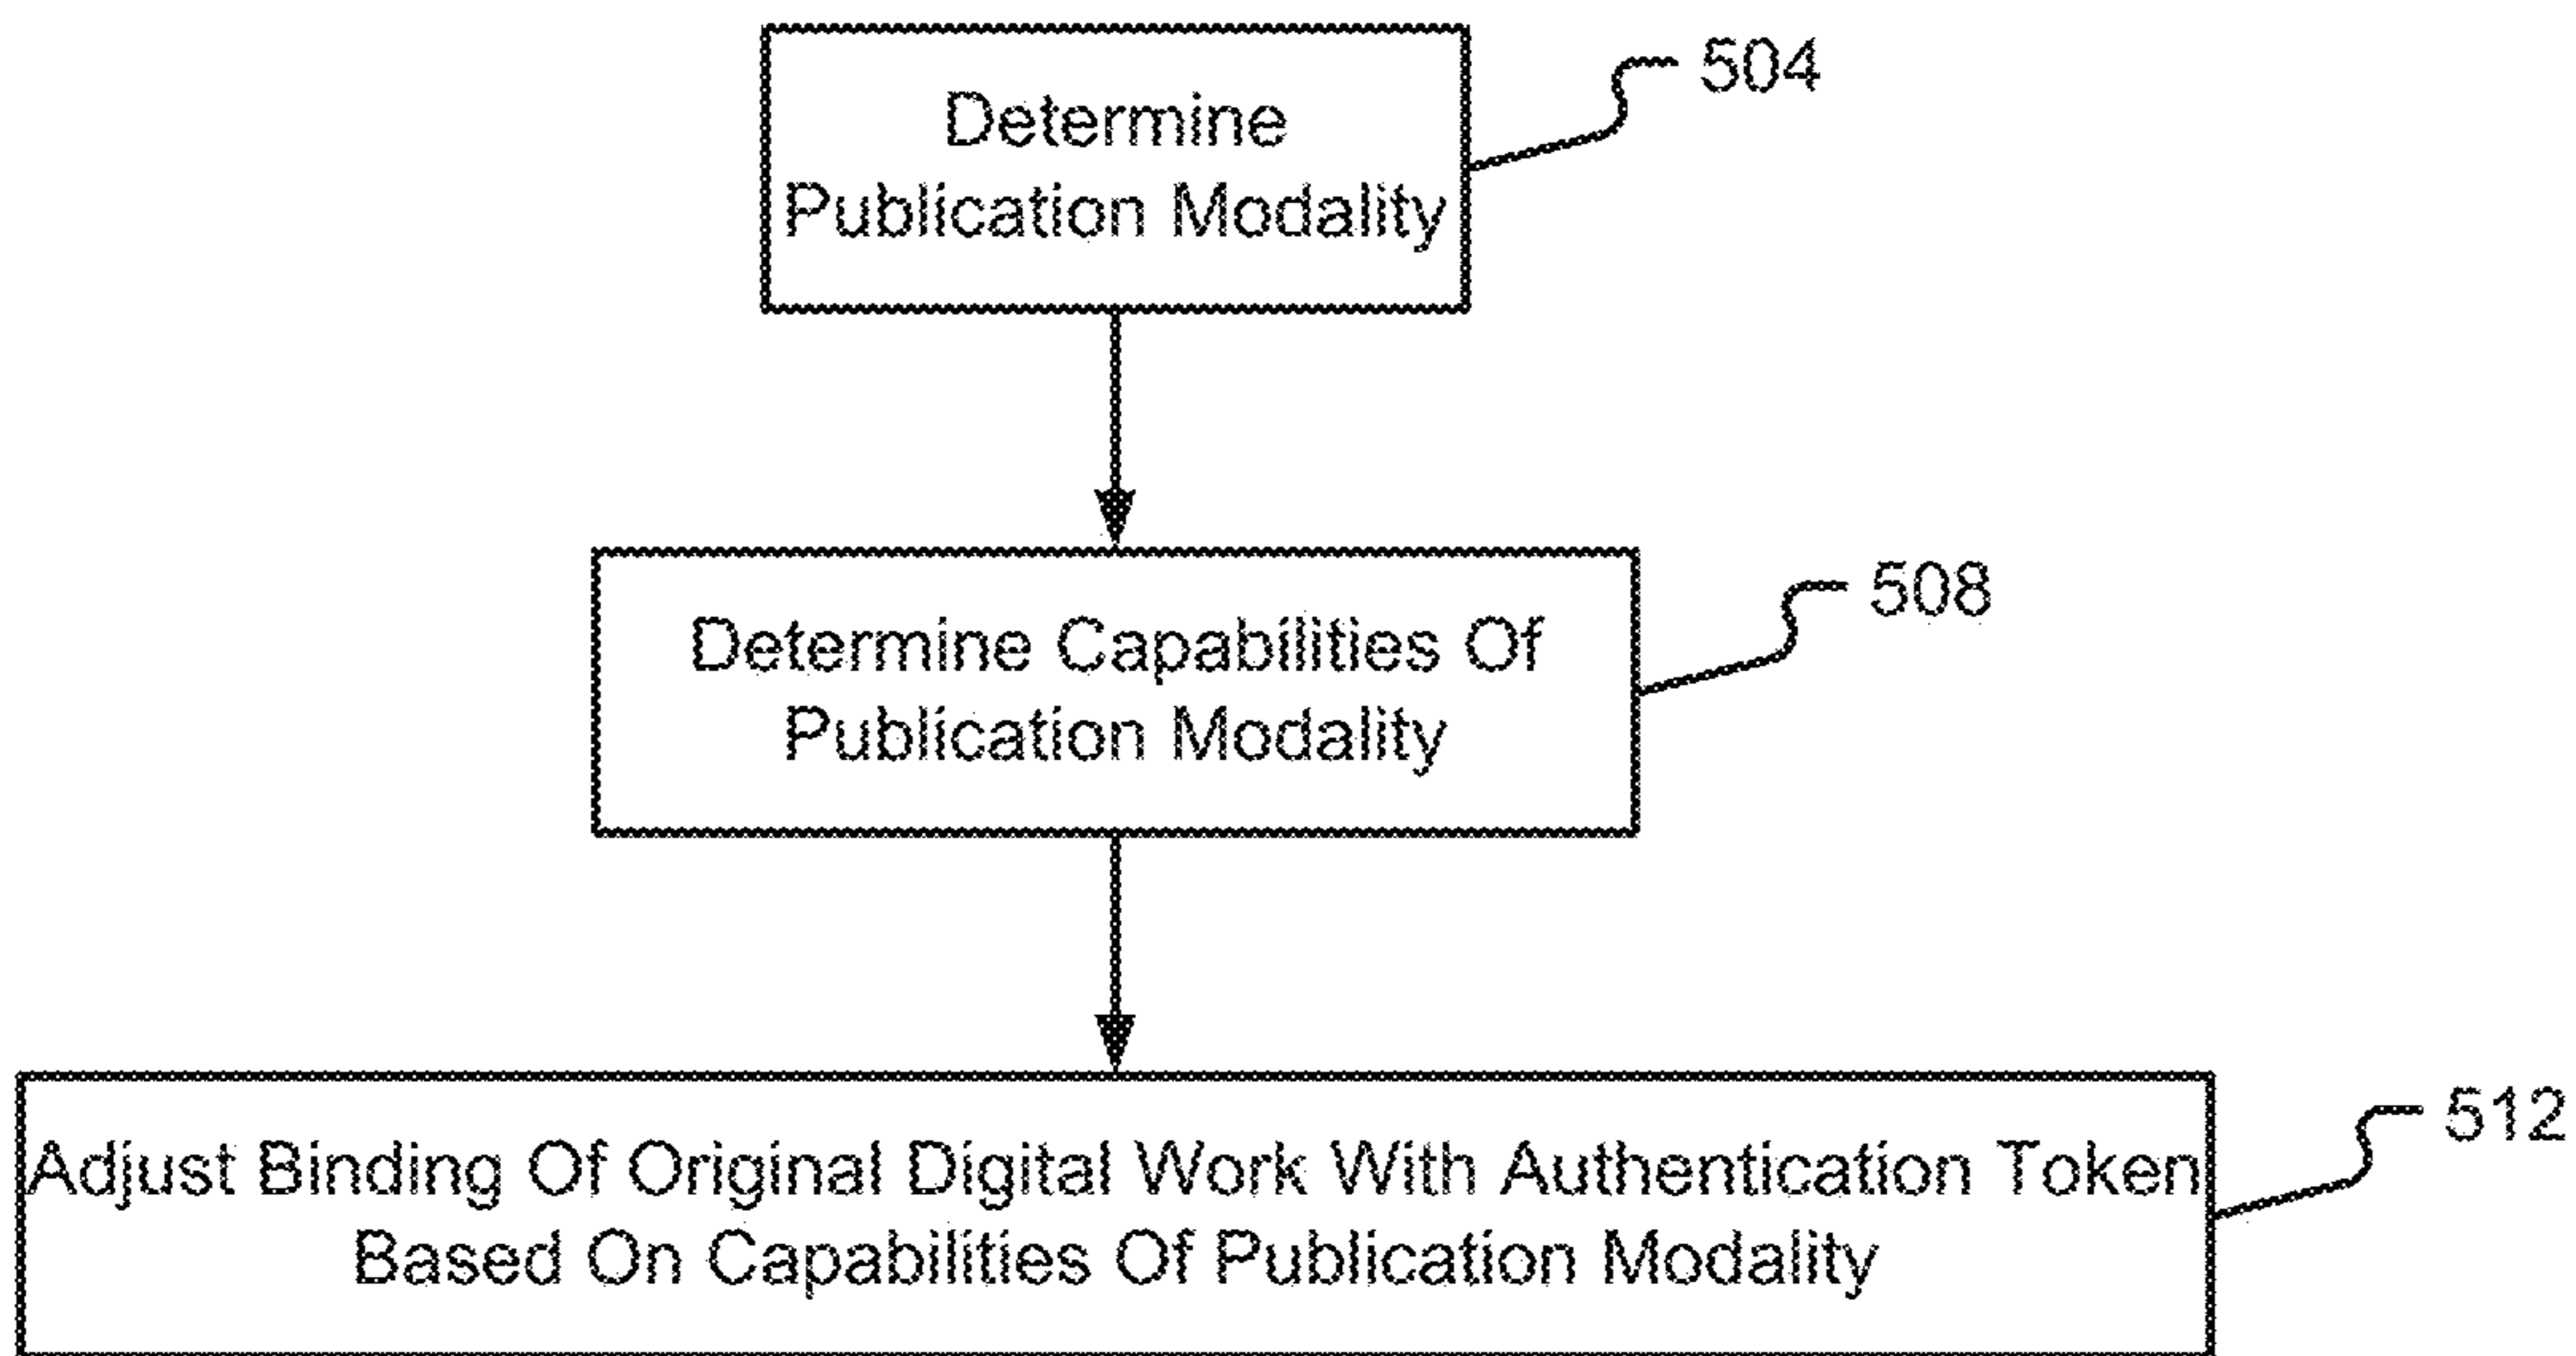 Determine
Publication Modality
504
Determine Capabilities Of
Publication Modality
508
Adjust Binding Of Original Digital Work With Authentication Token
Based On Capabilities Of Publication Modality
512